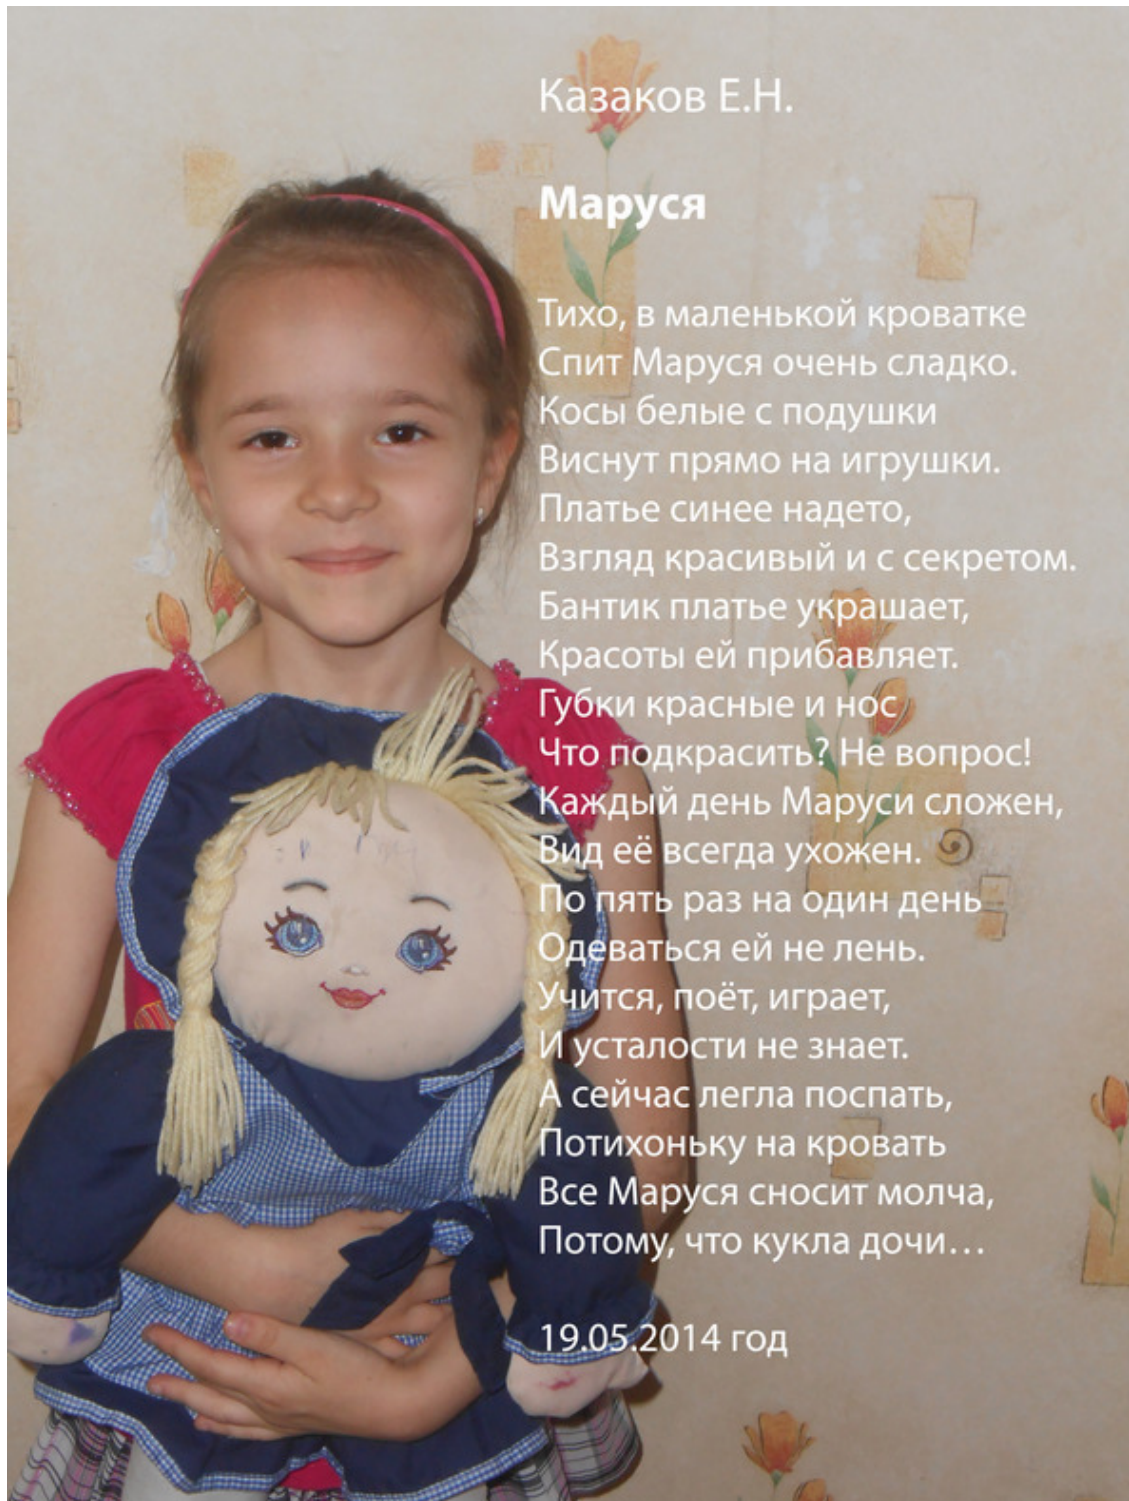 Казаков Е.Н.
Маруся
Тихо, в маленькой кроватке
Спит Маруся очень сладко.
Косы белые с подушки
Виснут прямо на игрушки.
Платье синее надето,
Взгляд красивый и с секретом.
Бантик платье украшает,
Красоты ей прибавляет.
Губки красные и нос
Что подкрасить? Не вопрос!
Каждый день Маруси сложен,
Вид её всегда ухожен.
По пять раз на один день
Одеваться ей не лень.
Учится, поёт, играет,
И усталости не знает.
А сейчас легла поспать,
Потихоньку на кровать
Все Маруся сносит молча,
Потому, что кукла дочи…
19.05.2014 год